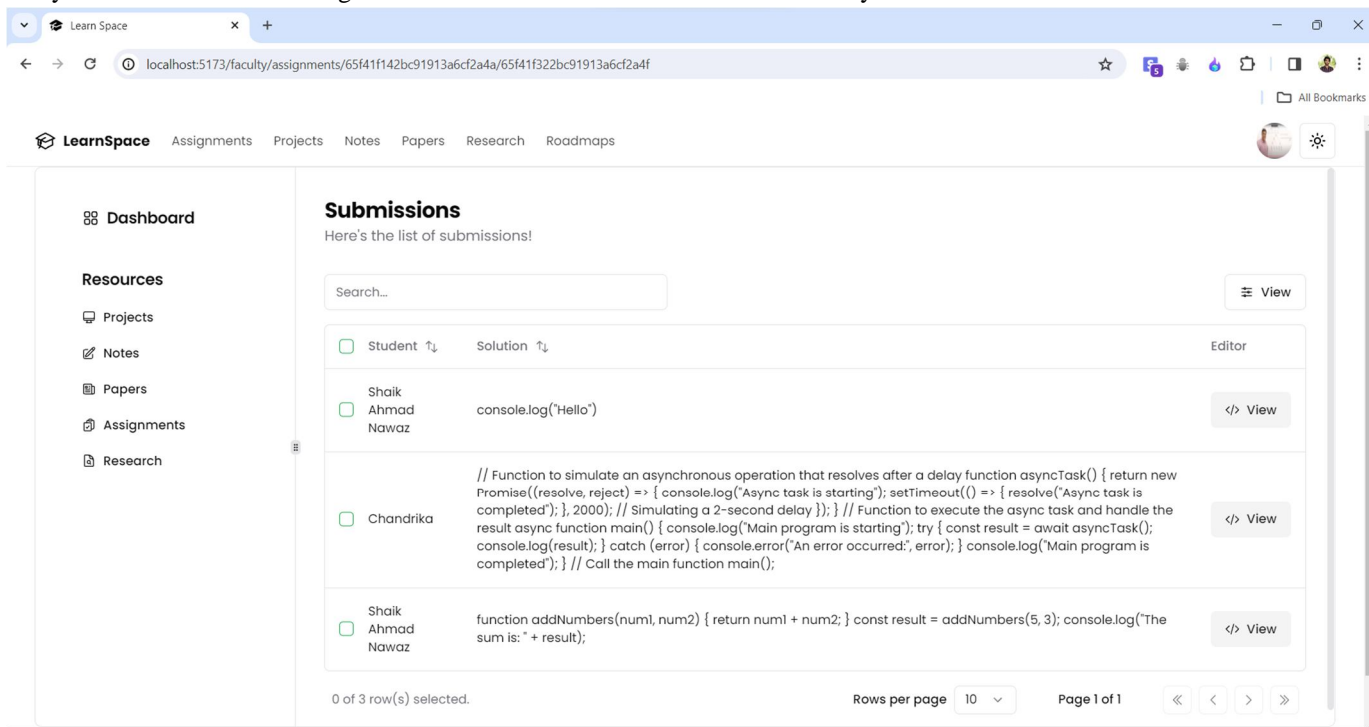 Learn Space
localhost:5173/faculty/assignments/65f41f142bc91913a6cf2a4a/65f41f322bc91913a6cf2a4f
S
All Bookmarks
LearnSpace Assignments Projects Notes Papers Research Roadmaps
Dashboard
Resources
Projects
Notes
Papers
Assignments
Research
Submissions
Here's the list of submissions!
Search...
View
Student Solution Editor
Shaik
Ahmad
Nawaz
console.log("Hello")
View
Chandrika
// Function to simulate an asynchronous operation that resolves after a delay function asyncTask() { return new
Promise((resolve, reject) => { console.log("Async task is starting"); setTimeout(() => { resolve("Async task is
completed"); }, 2000); // Simulating a 2-second delay }); } // Function to execute the async task and handle the
result async function main() { console.log("Main program is starting"); try { const result = await asyncTask();
console.log(result); } catch (error) { console.error("An error occurred:", error); } console.log("Main program is
completed"); } // Call the main function main();
</> View
Shaik
Ahmad
Nawaz
function addNumbers(num1, num2) { return num1 + num2; } const result = addNumbers(5, 3); console.log("The
sum is: " + result);
</> View
0 of 3 row(s) selected.
Rows per page 10
Page 1 of 1